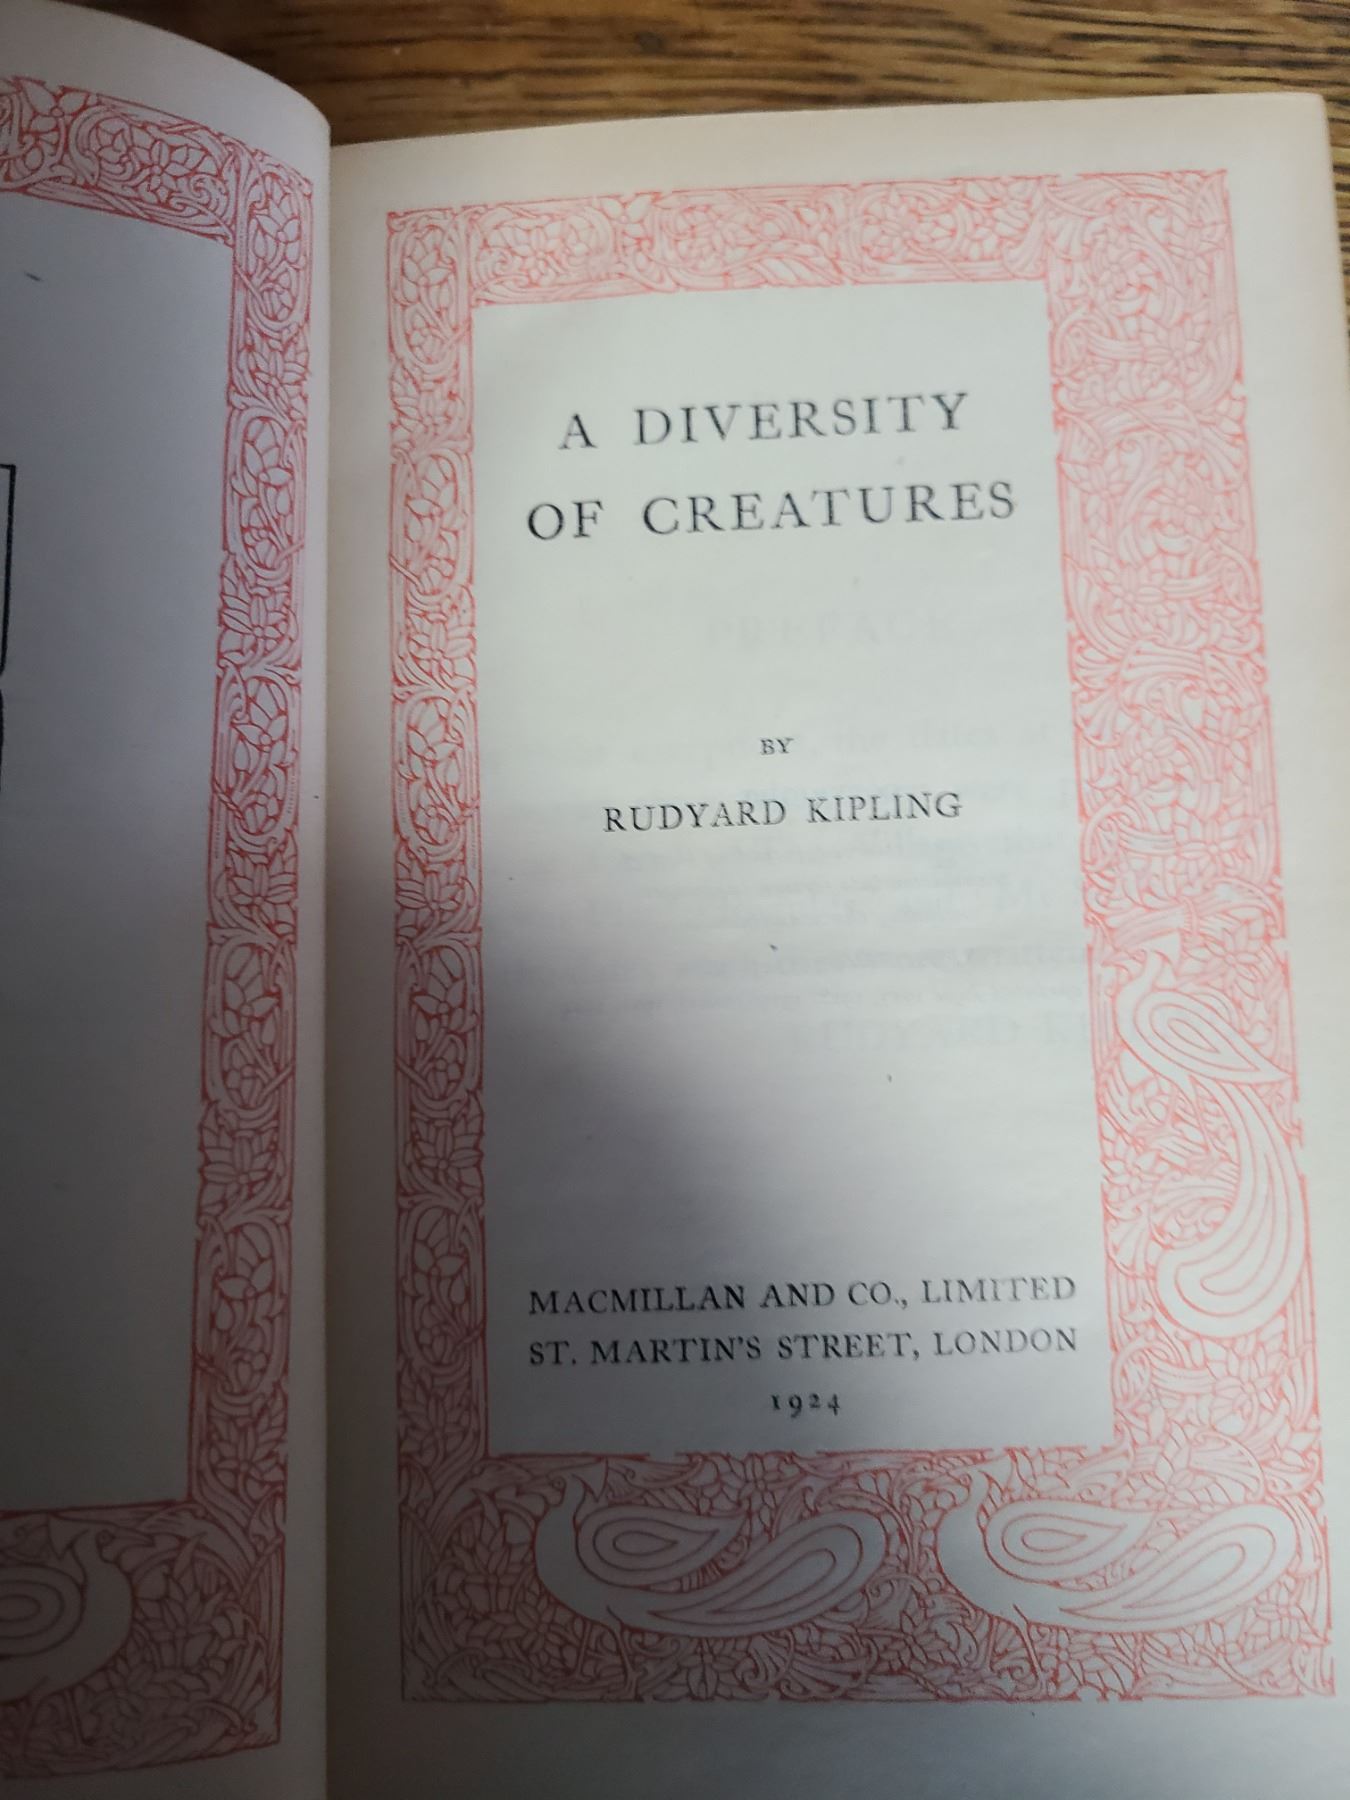 A DIVERSITY
OF CREATURES
BY
RUDYARD KIPLING
MACMILLAN AND CO., LIMITED
ST. MARTIN'S STREET, LONDON
1924